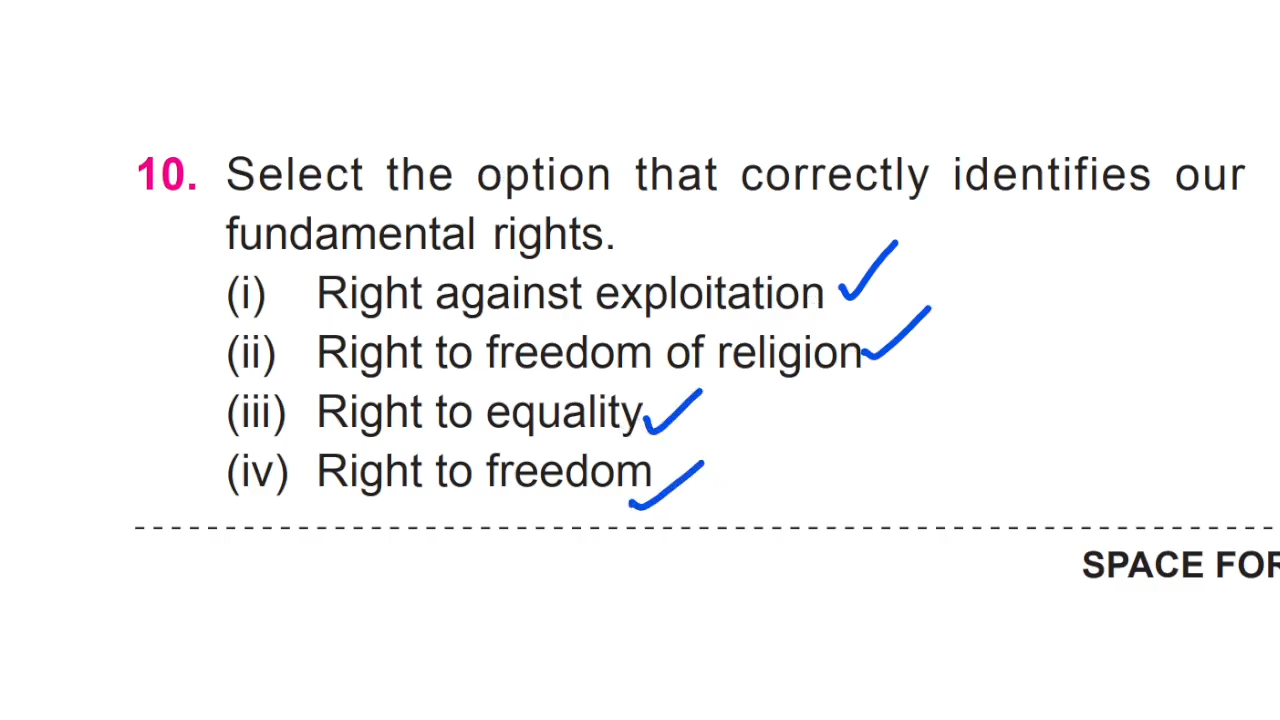 10. Select the option that correctly identifies our
fundamental rights.
(i) Right against exploitation
(ii) Right to freedom of religion
(iii) Right to equality
(iv) Right to freedom
SPACE FOR